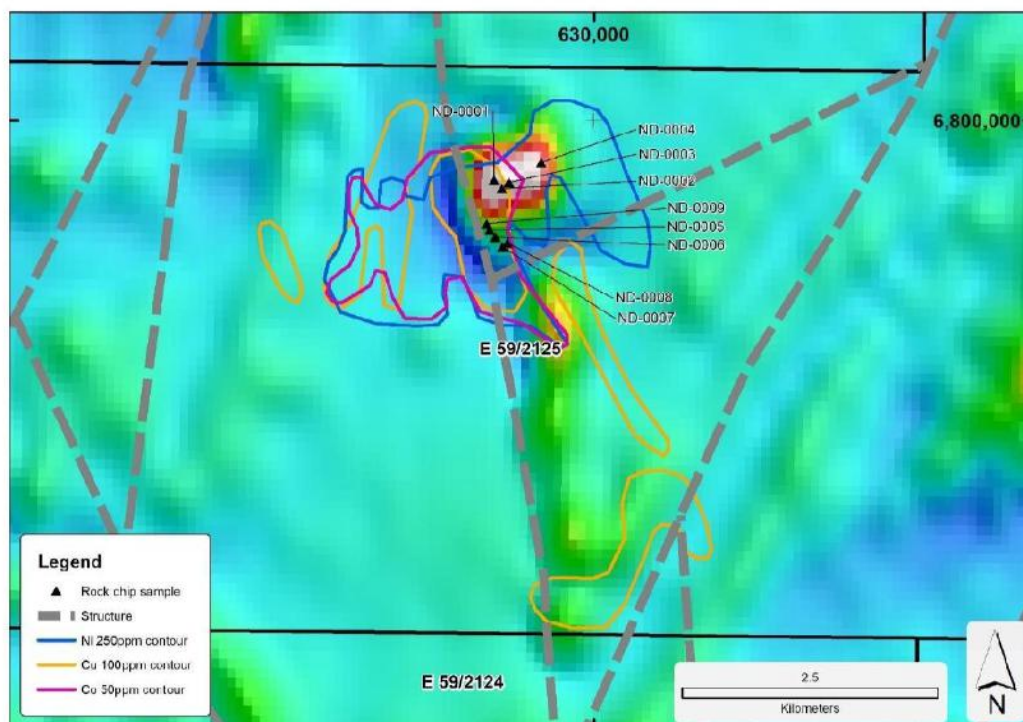 630,000
6,800,000
ND-0001
ND-0004
ND-0003
ND-0002
ND-0009
ND-0005
ND-0006
ND-0008
ND-0007
E 59/2125
Legend
Rock chip sample
Structure
Ni 250ppm contour
Cu 100ppm contour
Co 50ppm contour
E 59/2124
2.5
Kilometers
N